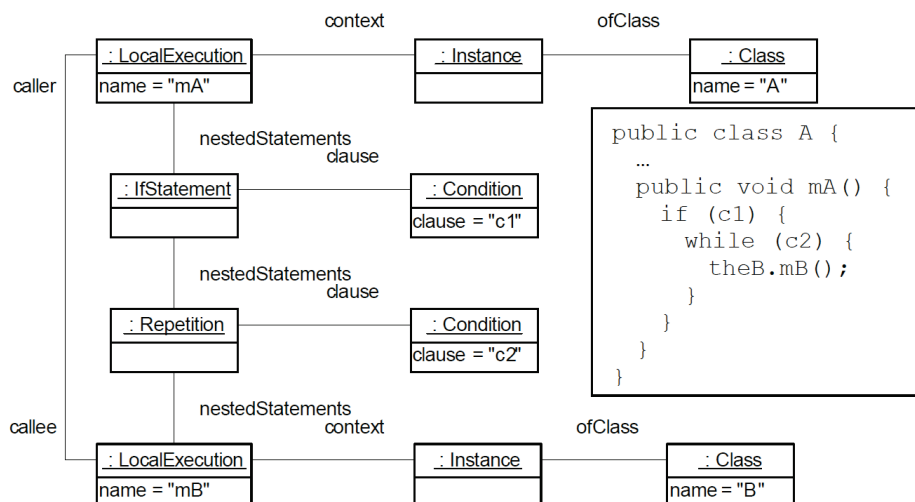 context
ofClass
: LocalExecution
: Instance
: Class
caller
name = "mA"
name = "A"
public class A {
…
public void mA() {
if (c1) {
while (c2) {
theB.mB();
}
}
}
}
nestedStatements
clause
: IfStatement
: Condition
clause = "c1"
nestedStatements
clause
: Repetition
: Condition
clause = "c2"
nestedStatements
callee
context
ofClass
: LocalExecution
: Instance
: Class
name = "mB"
name = "B"